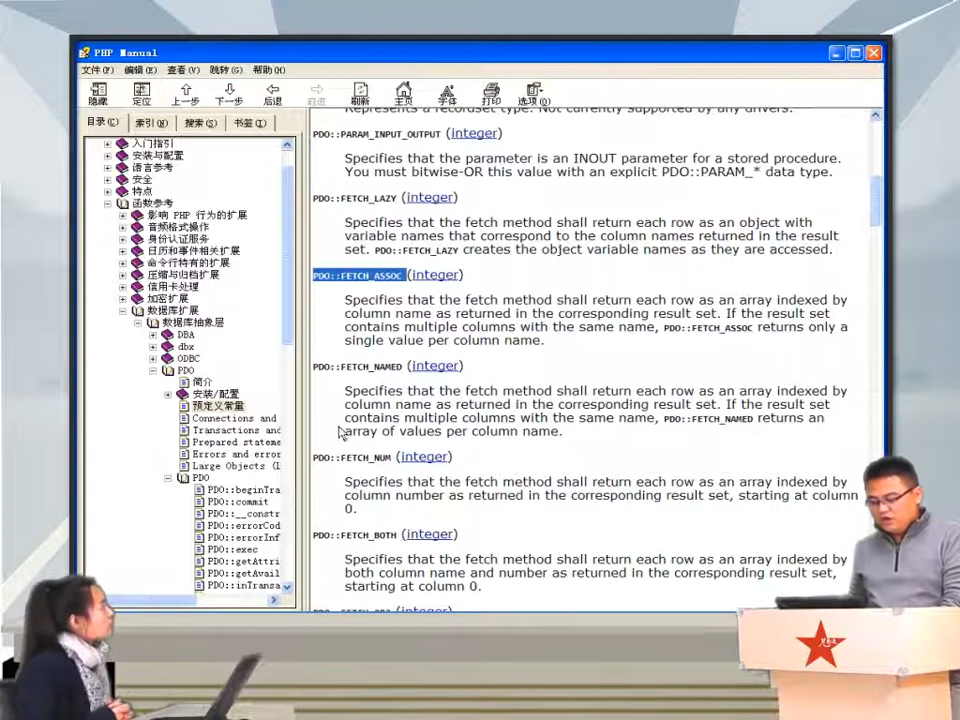 PHP Manual
文件(F) 编辑(E) 查看(V) 跳转(G) 帮助(H)
隐藏 定位 上一步 下一步 后退 前进 刷新 主页 字体 打印 选项(O)
目录(C) 索引(N) 搜索(S) 书签(I)
入门指引
安装与配置
语言参考
安全
特点
函数参考
影响 PHP 行为的扩展
音频格式操作
身份认证服务
日历和事件相关扩展
命令行特有的扩展
压缩与归档扩展
信用卡处理
加密扩展
数据库扩展
数据库抽象层
DBA
dbx
ODBC
PDO
简介
安装/配置
预定义常量
Connections and
Transactions and
Prepared stateme
Errors and error
Large Objects (L
PDO
PDO::beginTra
PDO::commit
PDO::__constr
PDO::errorCod
PDO::errorInf
PDO::exec
PDO::getAttri
PDO::getAvail
PDO::inTransa
Represents a recordset type. Not currently supported by any drivers.
PDO::PARAM_INPUT_OUTPUT (integer)
Specifies that the parameter is an INOUT parameter for a stored procedure.
You must bitwise-OR this value with an explicit PDO::PARAM_* data type.
PDO::FETCH_LAZY (integer)
Specifies that the fetch method shall return each row as an object with
variable names that correspond to the column names returned in the result
set. PDO::FETCH_LAZY creates the object variable names as they are accessed.
PDO::FETCH_ASSOC (integer)
Specifies that the fetch method shall return each row as an array indexed by
column name as returned in the corresponding result set. If the result set
contains multiple columns with the same name, PDO::FETCH_ASSOC returns only a
single value per column name.
PDO::FETCH_NAMED (integer)
Specifies that the fetch method shall return each row as an array indexed by
column name as returned in the corresponding result set. If the result set
contains multiple columns with the same name, PDO::FETCH_NAMED returns an
array of values per column name.
PDO::FETCH_NUM (integer)
Specifies that the fetch method shall return each row as an array indexed by
column number as returned in the corresponding result set, starting at column
0.
PDO::FETCH_BOTH (integer)
Specifies that the fetch method shall return each row as an array indexed by
both column name and number as returned in the corresponding result set,
starting at column 0.
PDO::FETCH_OBJ (integer)